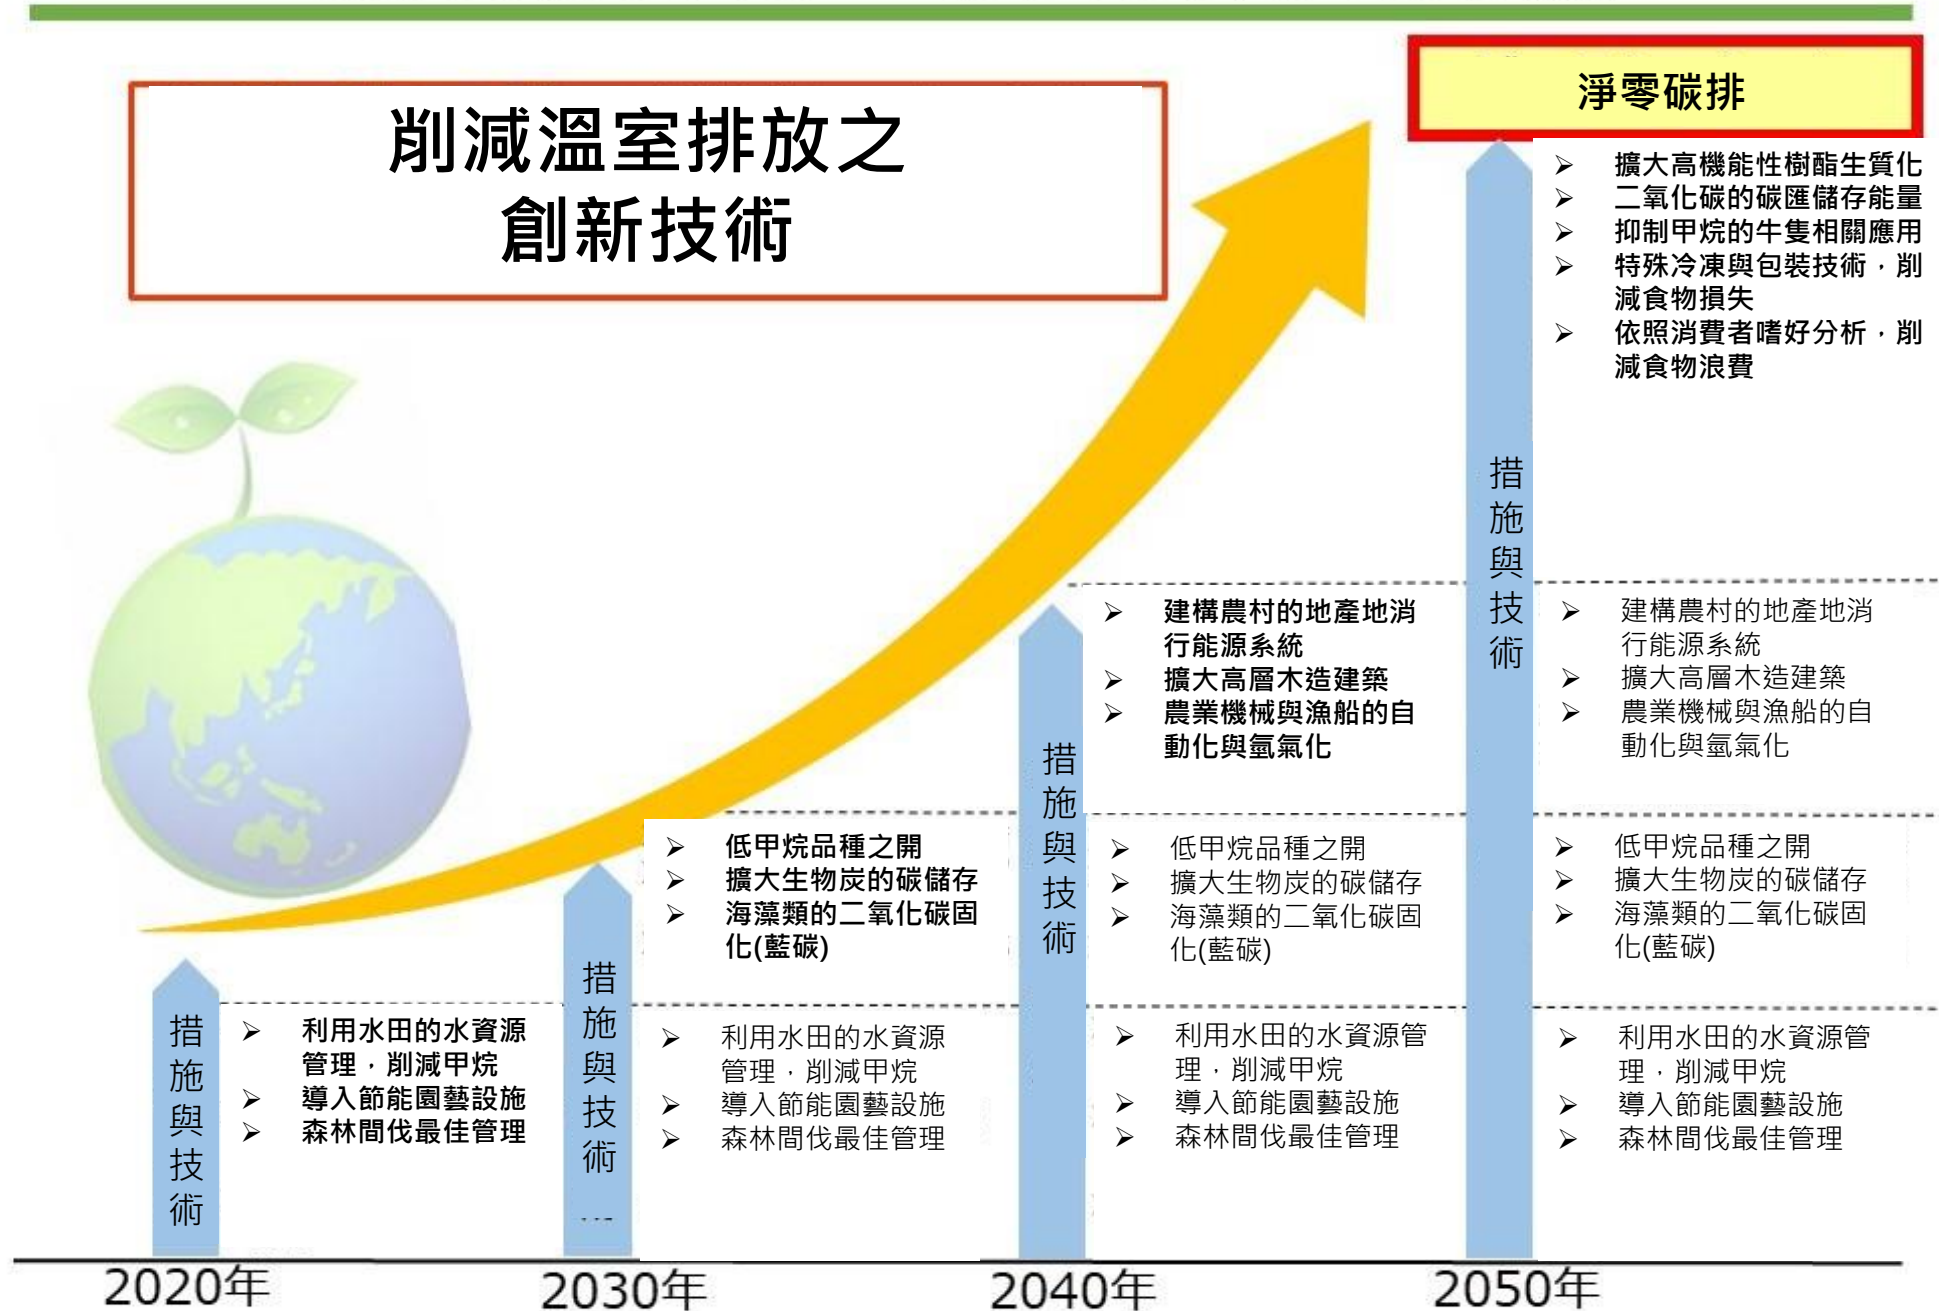 削減溫室排放之
創新技術
淨零碳排
措施與技術
➢ 擴大高機能性樹酯生質化
➢ 二氧化碳的碳匯儲存能量
➢ 抑制甲烷的牛隻相關應用
➢ 特殊冷凍與包裝技術，削
減食物損失
➢ 依照消費者嗜好分析，削
減食物浪費
➢ 建構農村的地產地消
行能源系統
➢ 擴大高層木造建築
➢ 農業機械與漁船的自
動化與氫氣化
➢ 低甲烷品種之開
➢ 擴大生物炭的碳儲存
➢ 海藻類的二氧化碳固
化(藍碳)
➢ 利用水田的水資源管
理，削減甲烷
➢ 導入節能園藝設施
➢ 森林間伐最佳管理
措施與技術
➢ 建構農村的地產地消
行能源系統
➢ 擴大高層木造建築
➢ 農業機械與漁船的自
動化與氫氣化
➢ 低甲烷品種之開
➢ 擴大生物炭的碳儲存
➢ 海藻類的二氧化碳固
化(藍碳)
➢ 利用水田的水資源管
理，削減甲烷
➢ 導入節能園藝設施
➢ 森林間伐最佳管理
措施與技術
➢ 低甲烷品種之開
➢ 擴大生物炭的碳儲存
➢ 海藻類的二氧化碳固
化(藍碳)
➢ 利用水田的水資源
管理，削減甲烷
➢ 導入節能園藝設施
➢ 森林間伐最佳管理
措施與技術
➢ 利用水田的水資源
管理，削減甲烷
➢ 導入節能園藝設施
➢ 森林間伐最佳管理
2020年
2030年
2040年
2050年